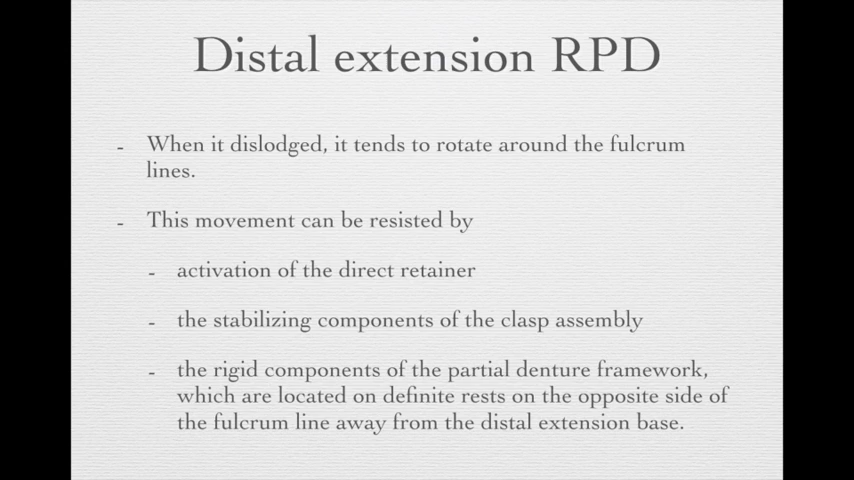 Distal extension RPD
- When it dislodged, it tends to rotate around the fulcrum
lines.
- This movement can be resisted by
- activation of the direct retainer
- the stabilizing components of the clasp assembly
- the rigid components of the partial denture framework,
which are located on definite rests on the opposite side of
the fulcrum line away from the distal extension base.